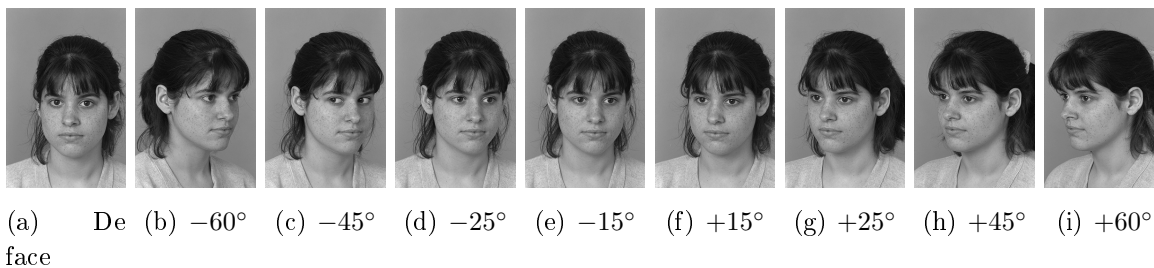 (a) De face
(b) −60°
(c) −45°
(d) −25°
(e) −15°
(f) +15°
(g) +25°
(h) +45°
(i) +60°